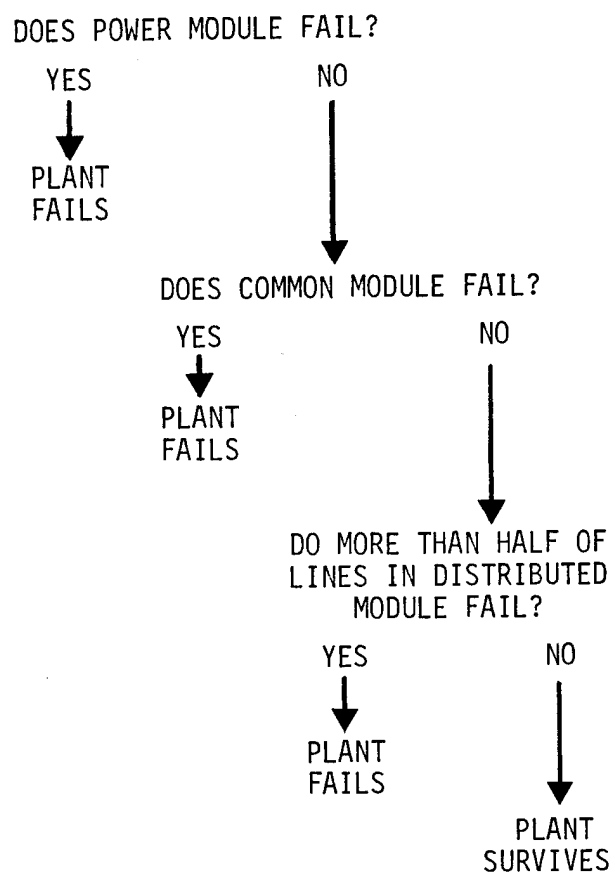 DOES POWER MODULE FAIL?
YES NO
PLANT
FAILS
DOES COMMON MODULE FAIL?
YES NO
PLANT
FAILS
DO MORE THAN HALF OF
LINES IN DISTRIBUTED
MODULE FAIL?
YES NO
PLANT
FAILS
PLANT
SURVIVES